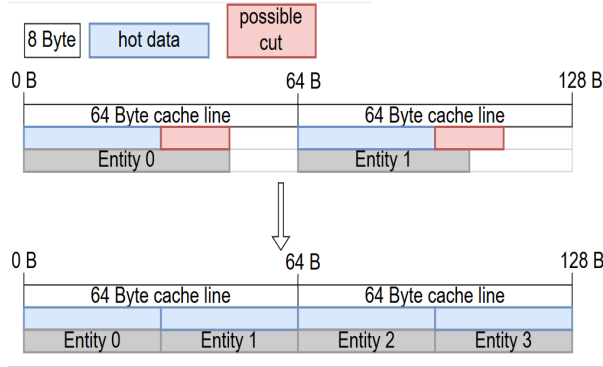 8 Byte hot data possible
cut
0 B 64 B 128 B
64 Byte cache line 64 Byte cache line
Entity 0 Entity 1
0 B 64 B 128 B
64 Byte cache line 64 Byte cache line
Entity 0 Entity 1 Entity 2 Entity 3